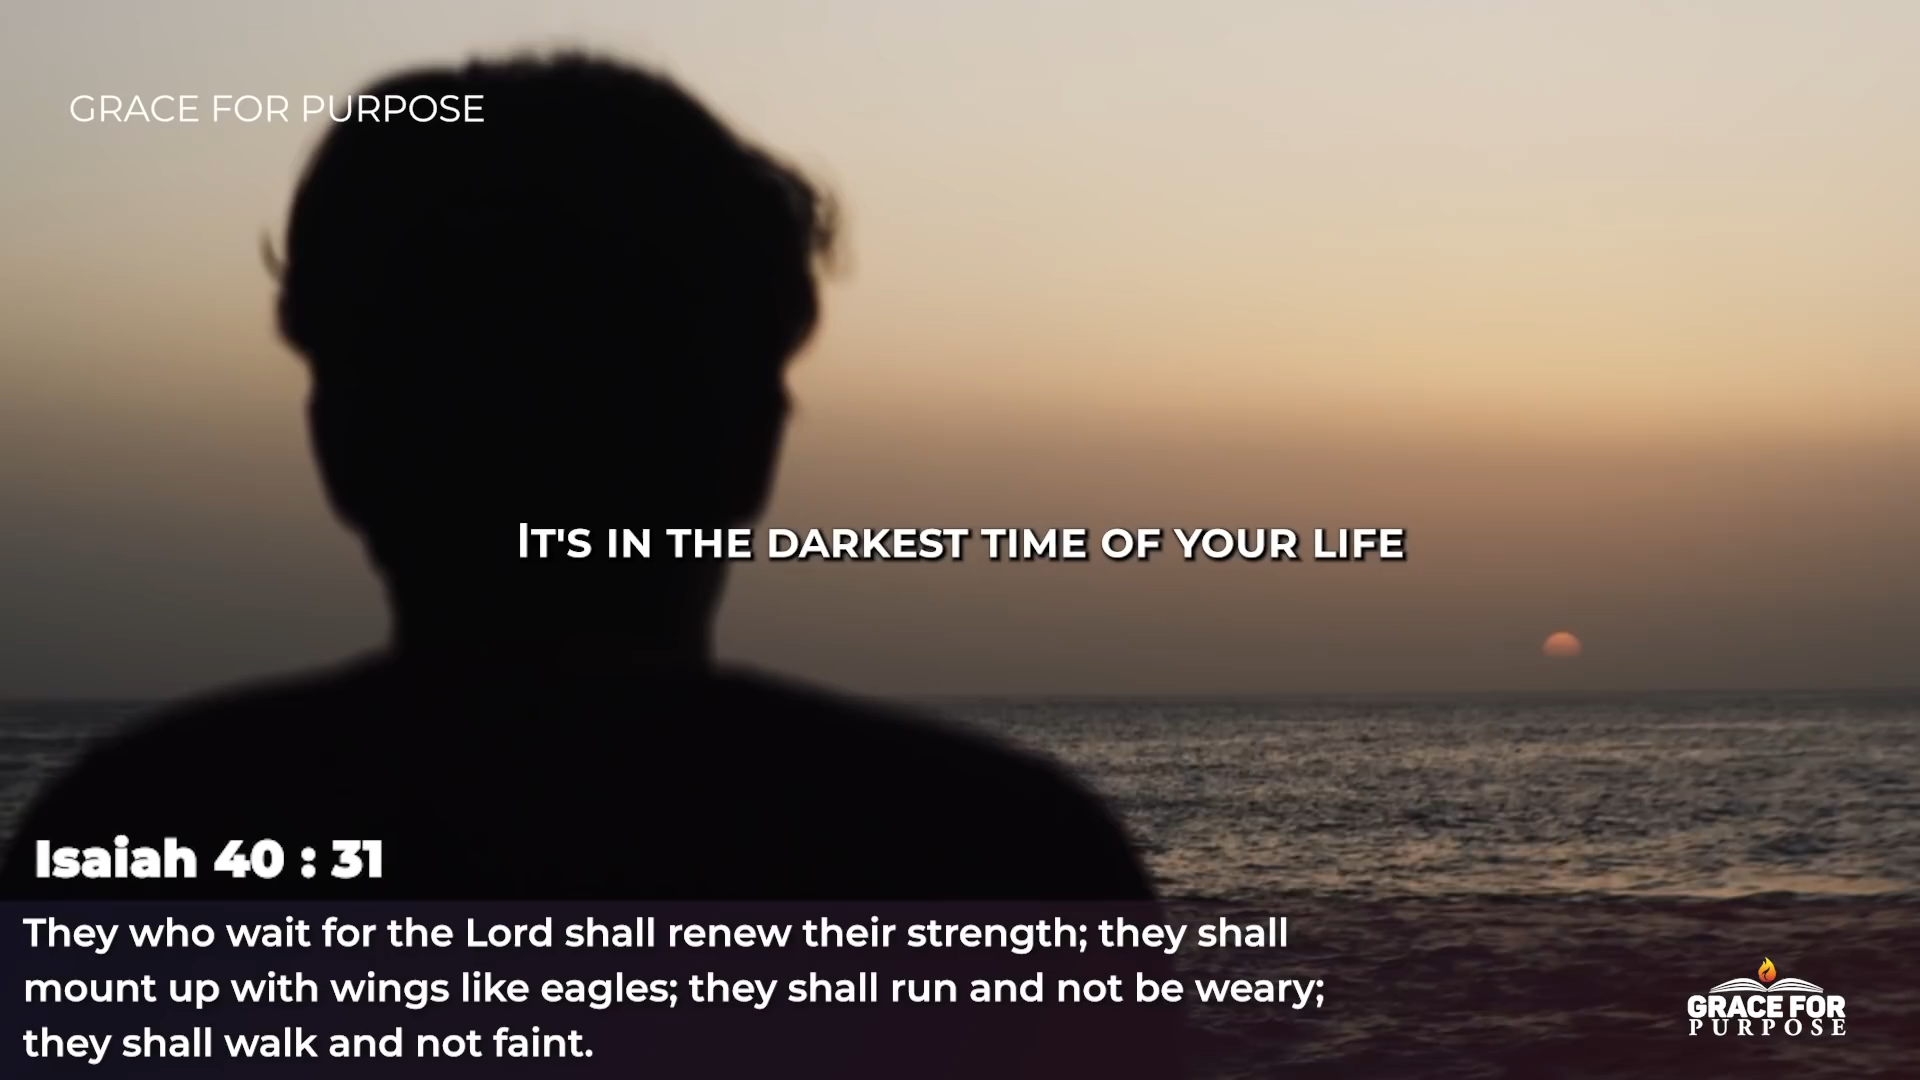 GRACE FOR PURPOSE
IT'S IN THE DARKEST TIME OF YOUR LIFE
Isaiah 40 : 31
They who wait for the Lord shall renew their strength; they shall
mount up with wings like eagles; they shall run and not be weary;
they shall walk and not faint.
GRACE FOR
PURPOSE